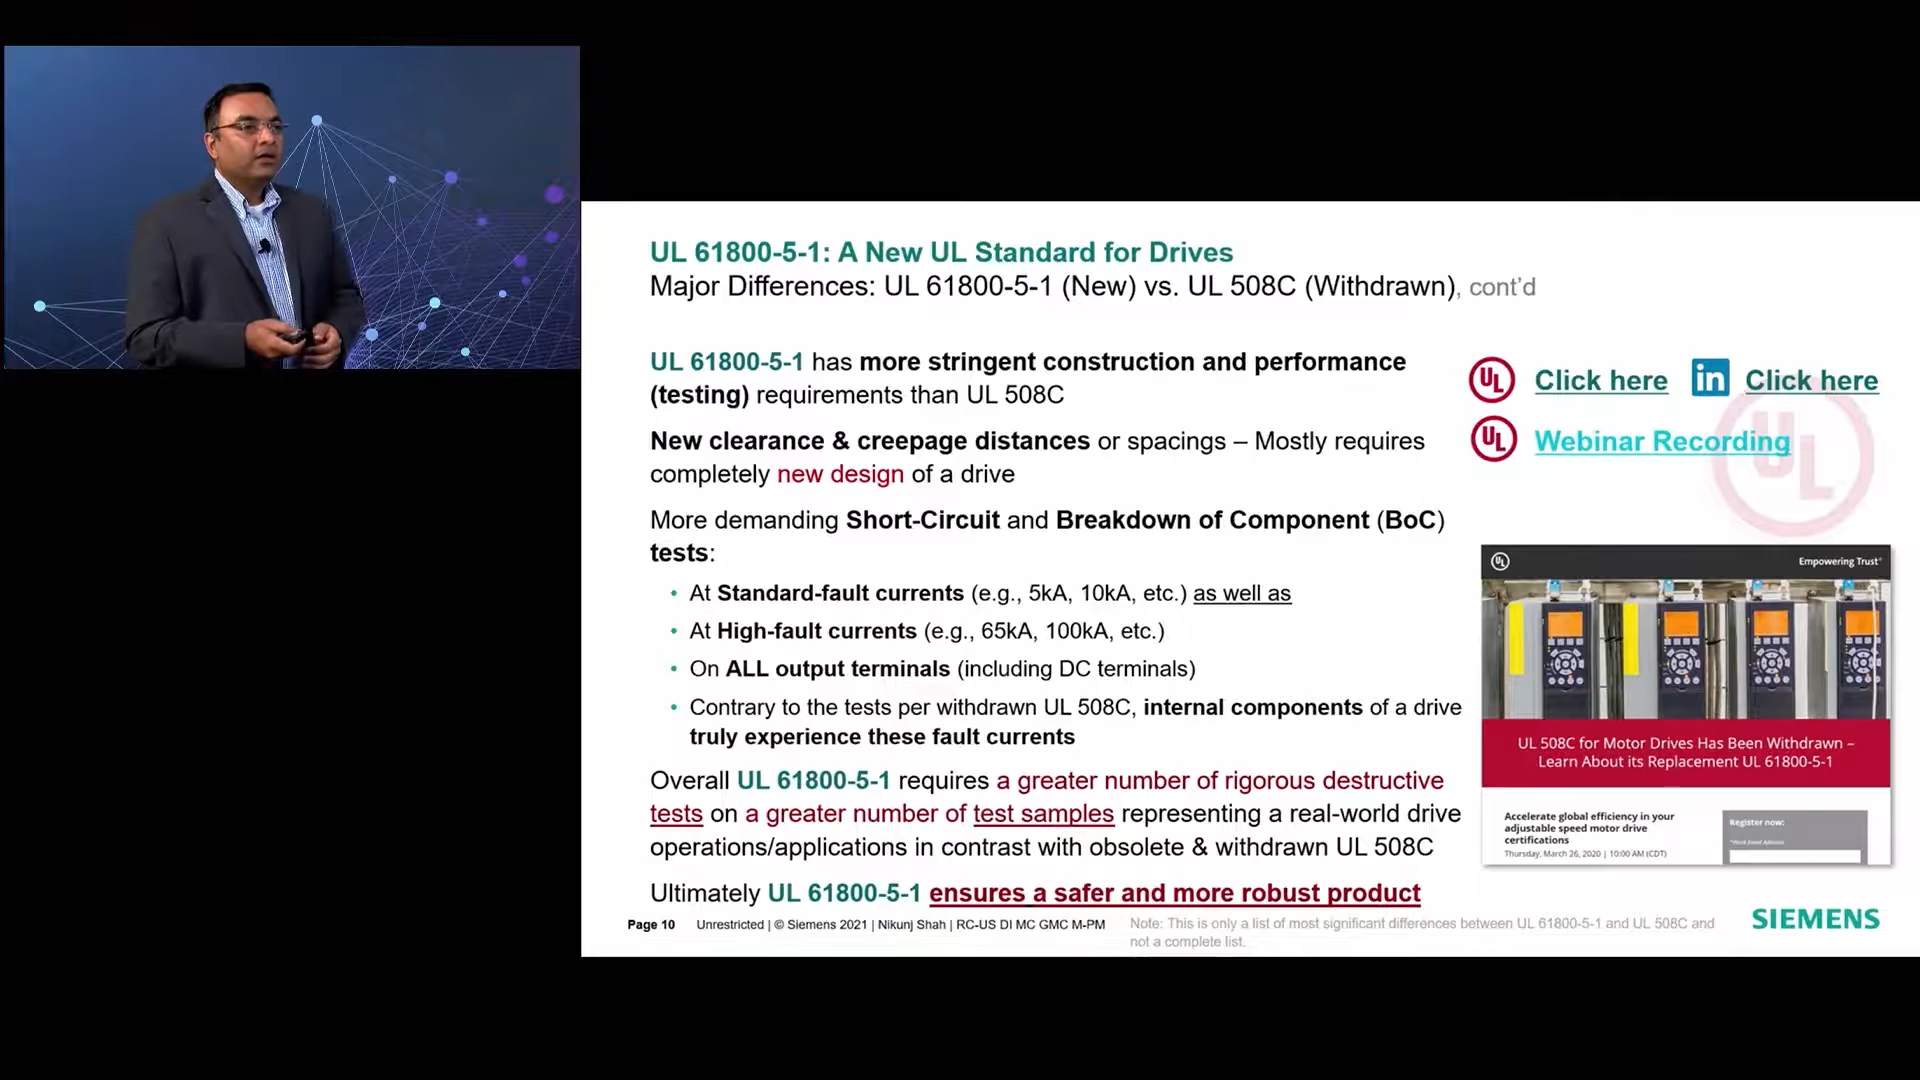 UL 61800-5-1: A New UL Standard for Drives
Major Differences: UL 61800-5-1 (New) vs. UL 508C (Withdrawn), cont’d
UL 61800-5-1 has more stringent construction and performance
(testing) requirements than UL 508C
New clearance & creepage distances or spacings – Mostly requires
completely new design of a drive
More demanding Short-Circuit and Breakdown of Component (BoC)
tests:
• At Standard-fault currents (e.g., 5kA, 10kA, etc.) as well as
• At High-fault currents (e.g., 65kA, 100kA, etc.)
• On ALL output terminals (including DC terminals)
• Contrary to the tests per withdrawn UL 508C, internal components of a drive
truly experience these fault currents
Overall UL 61800-5-1 requires a greater number of rigorous destructive
tests on a greater number of test samples representing a real-world drive
operations/applications in contrast with obsolete & withdrawn UL 508C
Ultimately UL 61800-5-1 ensures a safer and more robust product
UL Click here in Click here
UL Webinar Recording
UL
UL Empowering Trust®
UL 508C for Motor Drives Has Been Withdrawn –
Learn About its Replacement UL 61800-5-1
Accelerate global efficiency in your
adjustable speed motor drive
certifications
Thursday, March 26, 2020 | 10:00 AM (CDT)
Register now:
*Work Email Address
Page 10 Unrestricted | © Siemens 2021 | Nikunj Shah | RC-US DI MC GMC M-PM
Note: This is only a list of most significant differences between UL 61800-5-1 and UL 508C and
not a complete list.
SIEMENS